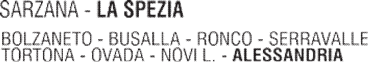 SARZANA - LA SPEZIA
BOLZANETO - BUSALLA - RONCO - SERRAVALLE
TORTONA - OVADA - NOVI L. - ALESSANDRIA